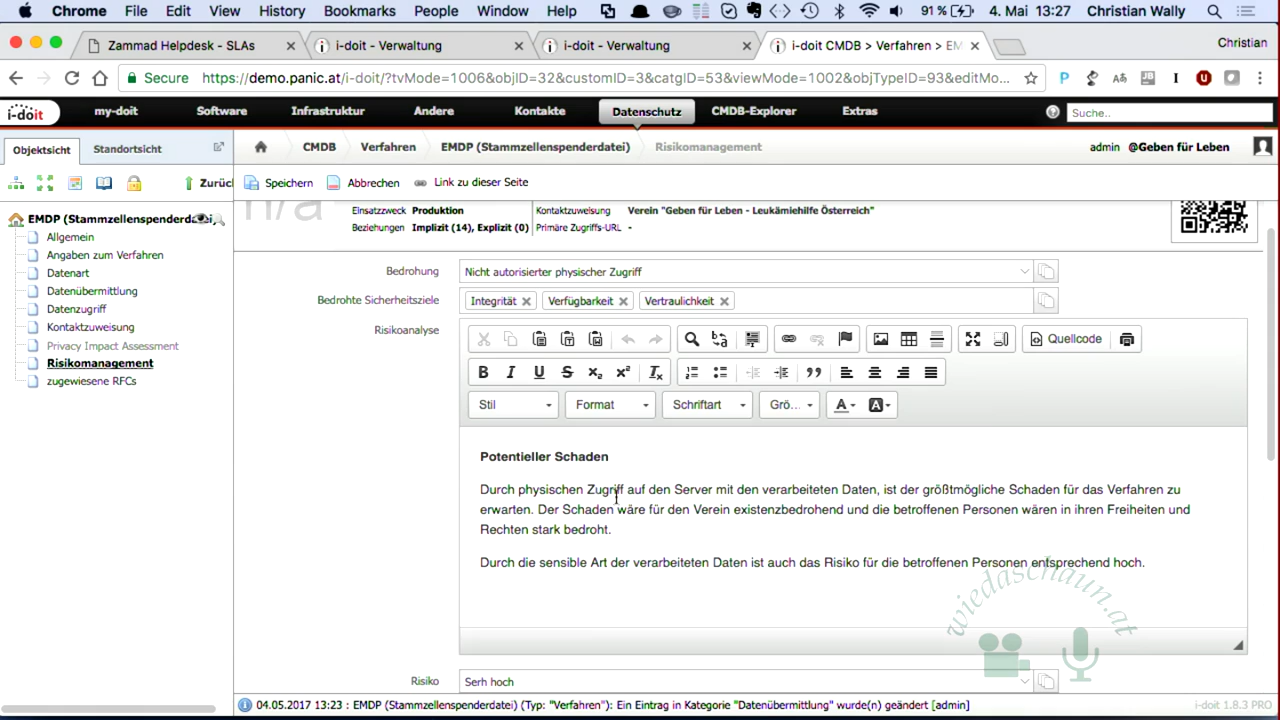 Chrome File Edit View History Bookmarks People Window Help 91 % 4. Mai 13:27 Christian Wally
Zammad Helpdesk - SLAs i-doit - Verwaltung i-doit - Verwaltung i-doit CMDB > Verfahren > EM Christian
Secure https://demo.panic.at/i-doit/?tvMode=1006&objID=32&customID=3&catgID=53&viewMode=1002&objTypeID=93&editMo...
i-doit my-doit Software Infrastruktur Andere Kontakte Datenschutz CMDB-Explorer Extras Suche..
Objektsicht Standortsicht CMDB Verfahren EMDP (Stammzellenspenderdatei) Risikomanagement admin @Geben für Leben
Zurüc Speichern Abbrechen Link zu dieser Seite
n/a
Einsatzzweck Produktion Kontaktzuweisung Verein "Geben für Leben - Leukämiehilfe Österreich"
Beziehungen Implizit (14), Explizit (0) Primäre Zugriffs-URL -
EMDP (Stammzellenspenderdatei)
Allgemein
Angaben zum Verfahren
Datenart
Datenübermittlung
Datenzugriff
Kontaktzuweisung
Privacy Impact Assessment
Risikomanagement
zugewiesene RFCs
Bedrohung Nicht autorisierter physischer Zugriff
Bedrohte Sicherheitsziele Integrität Verfügbarkeit Vertraulichkeit
Risikoanalyse
Quellcode
Stil Format Schriftart Grö...
Potentieller Schaden
Durch physischen Zugriff auf den Server mit den verarbeiteten Daten, ist der größtmögliche Schaden für das Verfahren zu
erwarten. Der Schaden wäre für den Verein existenzbedrohend und die betroffenen Personen wären in ihren Freiheiten und
Rechten stark bedroht.
Durch die sensible Art der verarbeiteten Daten ist auch das Risiko für die betroffenen Personen entsprechend hoch.
wiedaschaun.at
Risiko Serh hoch
04.05.2017 13:23 : EMDP (Stammzellenspenderdatei) (Typ: "Verfahren"): Ein Eintrag in Kategorie "Datenübermittlung" wurde(n) geändert [admin] i-doit 1.8.3 PRO